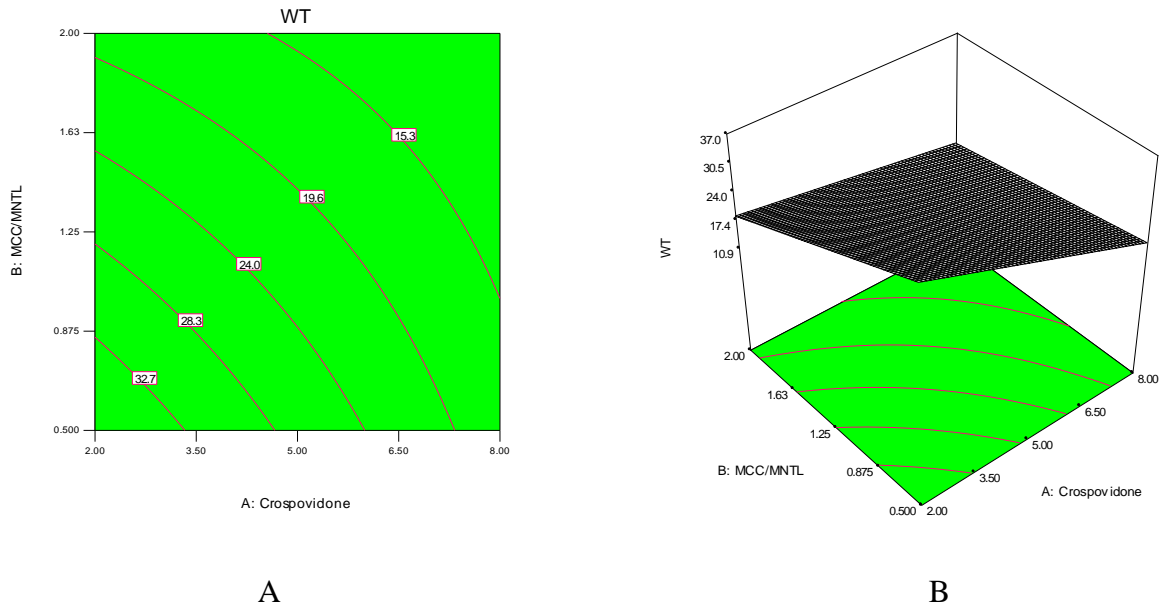 WT
2.00
1.63
1.25
0.875
0.500
B: MCC/MNTL
15.3
19.6
24.0
28.3
32.7
2.00 3.50 5.00 6.50 8.00
A: Crospovidone
A
37.0
30.5
24.0
17.4
10.9
WT
2.00
1.63
1.25
0.875
0.500
B: MCC/MNTL
8.00
6.50
5.00
3.50
2.00
A: Crospovidone
B